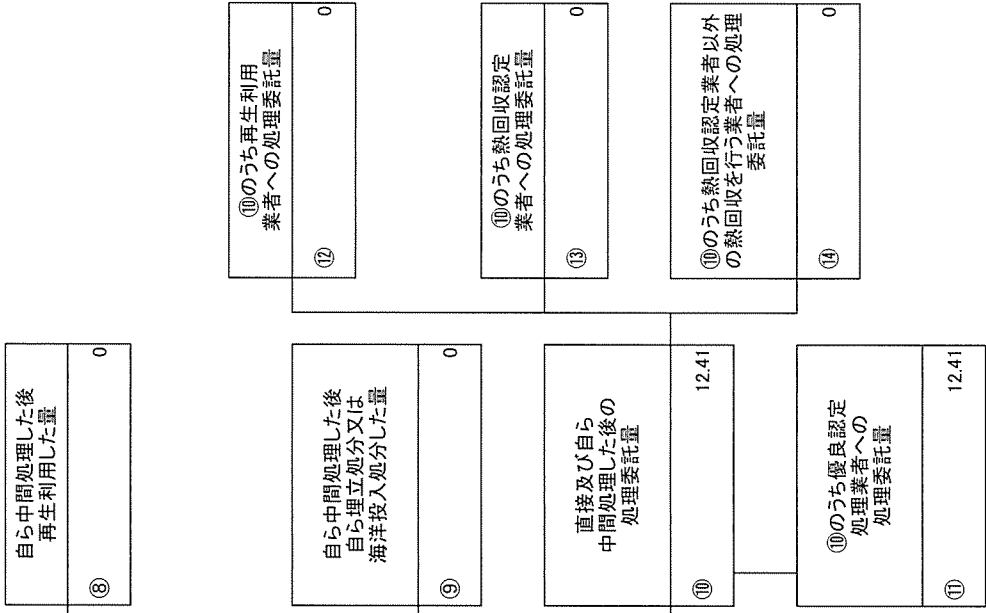 自ら中間処理した後
再生利用した量
⑧ 0
自ら中間処理した後
自ら埋立処分又は
海洋投入処分した量
⑨ 0
直接及び自ら
中間処理した後の
処理委託量
⑩ 12.41
⑩のうち優良認定
処理業者への
処理委託量
⑪ 12.41
⑩のうち再生利用
業者への処理委託量
⑫ 0
⑩のうち熱回収認定
業者への処理委託量
⑬ 0
⑩のうち熱回収認定業者以外
の熱回収を行う業者への処理
委託量
⑭ 0